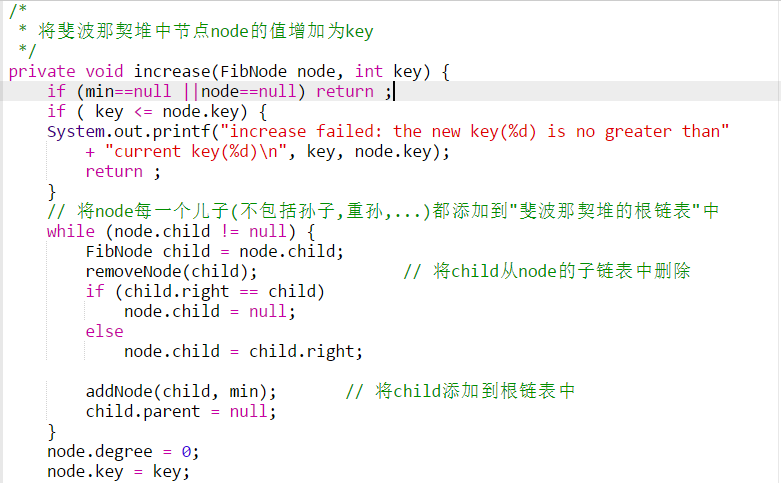 /*
 * 将斐波那契堆中节点node的值增加为key
 */
private void increase(FibNode node, int key) {
    if (min==null ||node==null) return ;
    if ( key <= node.key) {
    System.out.printf("increase failed: the new key(%d) is no greater than"
        + "current key(%d)\n", key, node.key);
        return ;
    }
    // 将node每一个儿子(不包括孙子,重孙,...)都添加到"斐波那契堆的根链表"中
    while (node.child != null) {
        FibNode child = node.child;
        removeNode(child);               // 将child从node的子链表中删除
        if (child.right == child)
            node.child = null;
        else
            node.child = child.right;

        addNode(child, min);       // 将child添加到根链表中
        child.parent = null;
    }
    node.degree = 0;
    node.key = key;